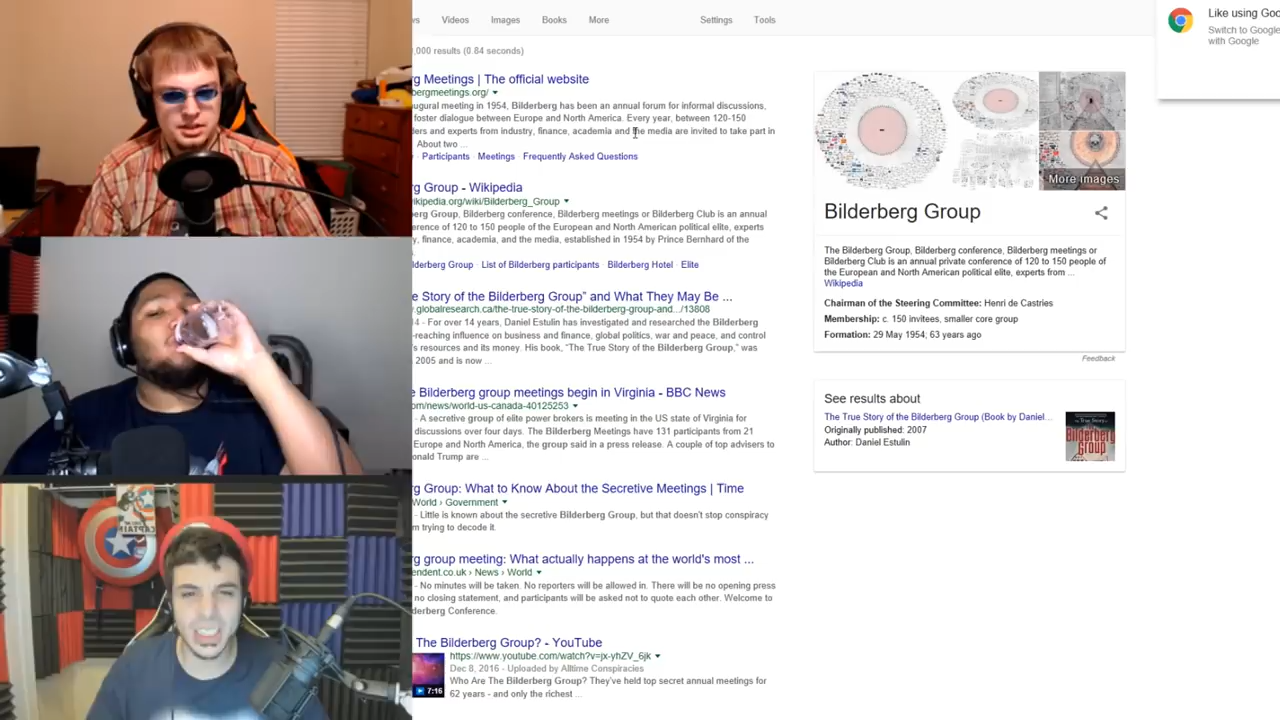 Videos Images Books More Settings Tools
,000 results (0.84 seconds)
g Meetings | The official website
bergmeetings.org/
ugural meeting in 1954, Bilderberg has been an annual forum for informal discussions,
foster dialogue between Europe and North America. Every year, between 120-150
ders and experts from industry, finance, academia and the media are invited to take part in
About two ...
Participants · Meetings · Frequently Asked Questions
g Group - Wikipedia
ikipedia.org/wiki/Bilderberg_Group
erg Group, Bilderberg conference, Bilderberg meetings or Bilderberg Club is an annual
erence of 120 to 150 people of the European and North American political elite, experts
y, finance, academia, and the media, established in 1954 by Prince Bernhard of the
lderberg Group · List of Bilderberg participants · Bilderberg Hotel · Elite
e Story of the Bilderberg Group" and What They May Be ...
.globalresearch.ca/the-true-story-of-the-bilderberg-group-and.../13808
14 - For over 14 years, Daniel Estulin has investigated and researched the Bilderberg
-reaching influence on business and finance, global politics, war and peace, and control
's resources and its money. His book, "The True Story of the Bilderberg Group," was
2005 and is now ...
e Bilderberg group meetings begin in Virginia - BBC News
om/news/world-us-canada-40125253
- A secretive group of elite power brokers is meeting in the US state of Virginia for
discussions over four days. The Bilderberg Meetings have 131 participants from 21
Europe and North America, the group said in a press release. A couple of top advisers to
onald Trump are ...
g Group: What to Know About the Secretive Meetings | Time
World › Government
- Little is known about the secretive Bilderberg Group, but that doesn't stop conspiracy
m trying to decode it.
g group meeting: What actually happens at the world's most ...
endent.co.uk › News › World
- No minutes will be taken. No reporters will be allowed in. There will be no opening press
no closing statement, and participants will be asked not to quote each other. Welcome to
derberg Conference.
The Bilderberg Group? - YouTube
https://www.youtube.com/watch?v=jx-yhZV_6jk
Dec 8, 2016 - Uploaded by Alltime Conspiracies
Who Are The Bilderberg Group? They've held top secret annual meetings for
62 years - and only the richest ...
7:16
More images
Bilderberg Group
The Bilderberg Group, Bilderberg conference, Bilderberg meetings or
Bilderberg Club is an annual private conference of 120 to 150 people of
the European and North American political elite, experts from ...
Wikipedia
Chairman of the Steering Committee: Henri de Castries
Membership: c. 150 invitees, smaller core group
Formation: 29 May 1954; 63 years ago
Feedback
See results about
The True Story of the Bilderberg Group (Book by Daniel...
Originally published: 2007
Author: Daniel Estulin
Bilderberg
Group
Like using Goo
Switch to Google
with Google